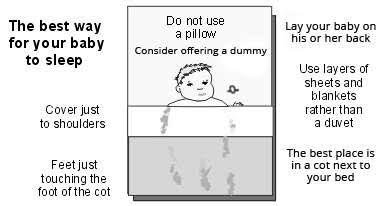 The best way
for your baby
to sleep
Do not use
a pillow
Consider offering a dummy
Lay your baby on
his or her back
Use layers of
sheets and
blankets
rather than
a duvet
Cover just
to shoulders
The best place is
in a cot next to
your bed
Feet just
touching the
foot of the cot